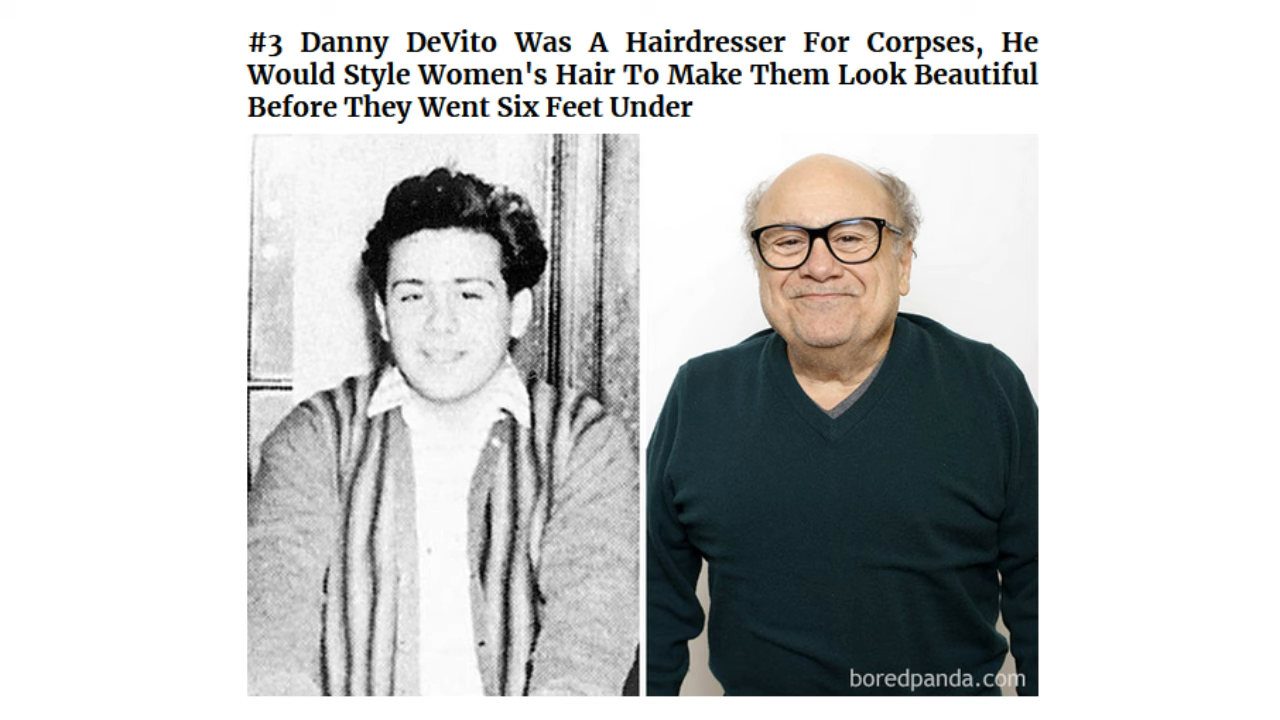 #3 Danny DeVito Was A Hairdresser For Corpses, He
Would Style Women's Hair To Make Them Look Beautiful
Before They Went Six Feet Under
boredpanda.com